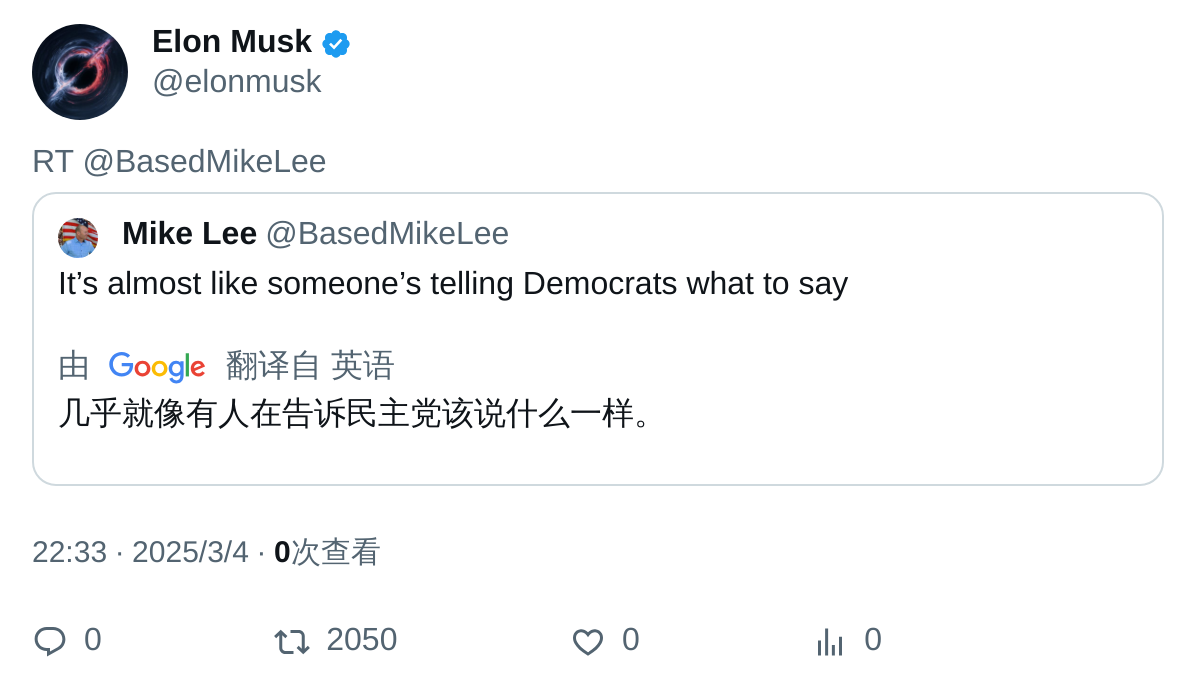 Elon Musk
@elonmusk
RT @BasedMikeLee
Mike Lee @BasedMikeLee
It’s almost like someone’s telling Democrats what to say
由 Google 翻译自 英语
几乎就像有人在告诉民主党该说什么一样。
22:33 · 2025/3/4 · 0次查看
0 2050 0 0